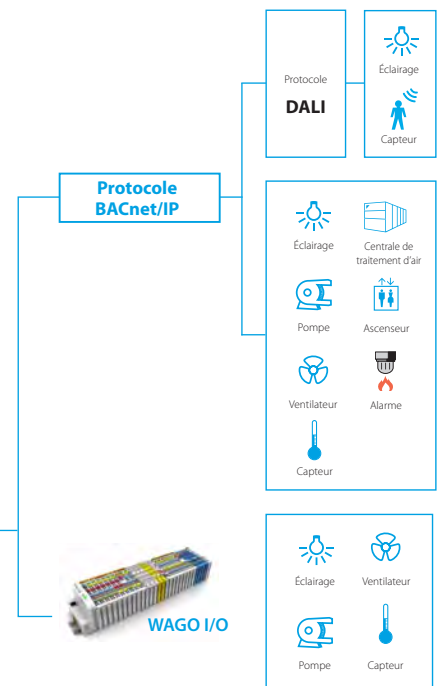 Protocole
DALI
Éclairage
Capteur
Protocole
BACnet/IP
Éclairage
Centrale de
traitement d'air
Pompe
Ascenseur
Ventilateur
Alarme
Capteur
WAGO I/O
Éclairage
Ventilateur
Pompe
Capteur